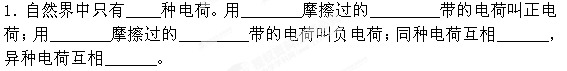 1．自然界中只有____种电荷。用_______摩擦过的________带的电荷叫正电
荷；用_______摩擦过的________带的电荷叫负电荷；同种电荷互相______，
异种电荷互相______。